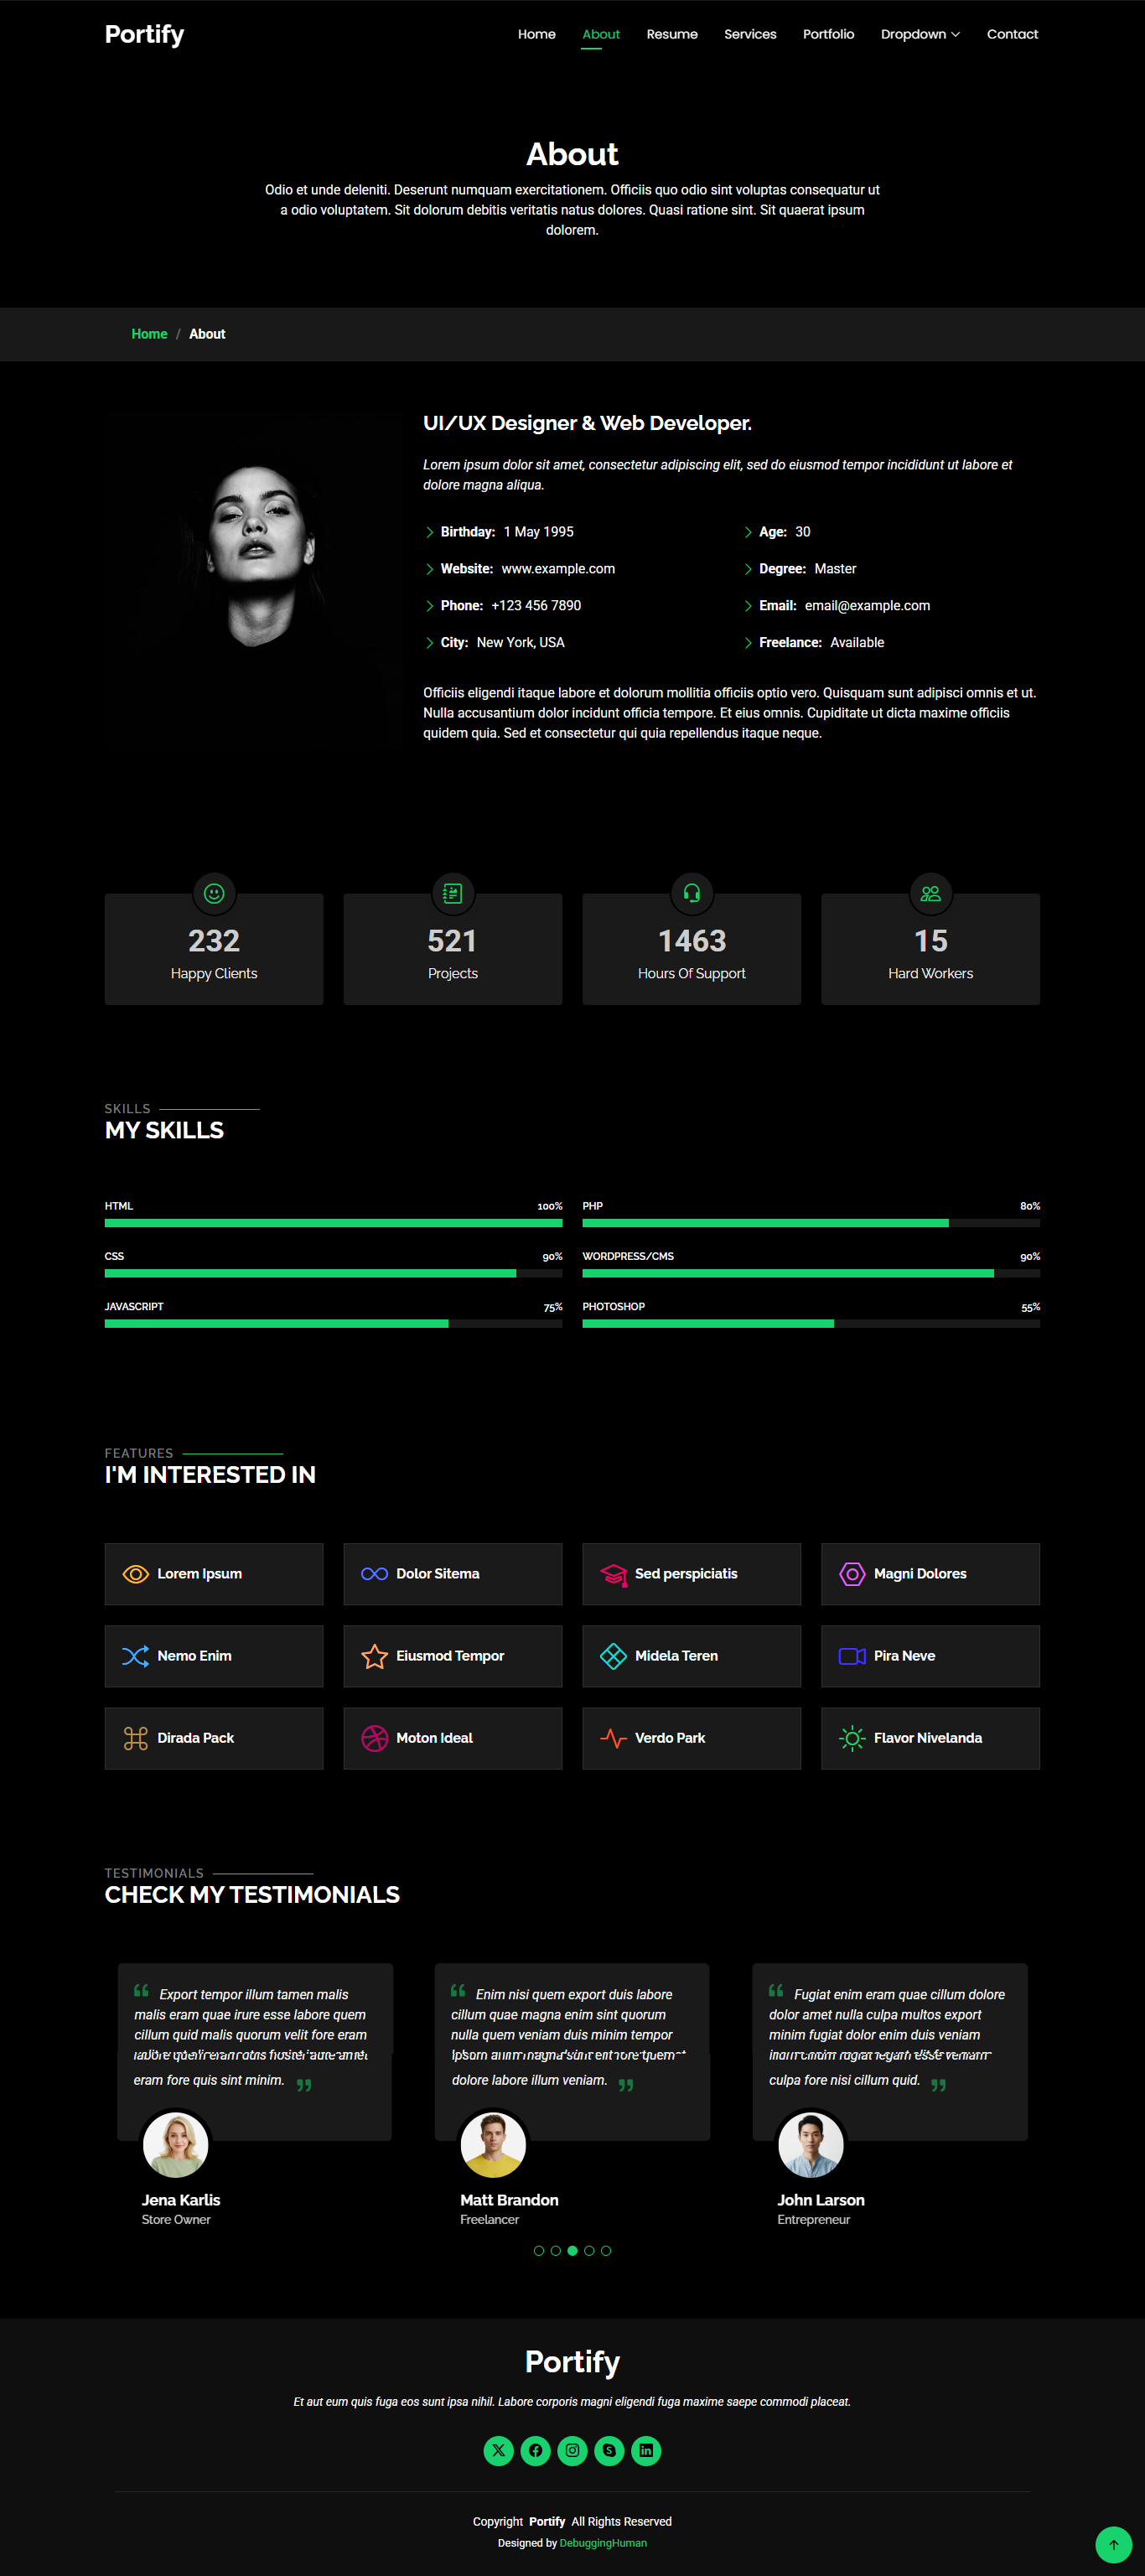 Portify
Home About Resume Services Portfolio Dropdown Contact
About
Odio et unde deleniti. Deserunt numquam exercitationem. Officiis quo odio sint voluptas consequatur ut
a odio voluptatem. Sit dolorum debitis veritatis natus dolores. Quasi ratione sint. Sit quaerat ipsum
dolorem.
Home / About
UI/UX Designer & Web Developer.
Lorem ipsum dolor sit amet, consectetur adipiscing elit, sed do eiusmod tempor incididunt ut labore et
dolore magna aliqua.
Birthday: 1 May 1995
Age: 30
Website: www.example.com
Degree: Master
Phone: +123 456 7890
Email: email@example.com
City: New York, USA
Freelance: Available
Officiis eligendi itaque labore et dolorum mollitia officiis optio vero. Quisquam sunt adipisci omnis et ut.
Nulla accusantium dolor incidunt officia tempore. Et eius omnis. Cupiditate ut dicta maxime officiis
quidem quia. Sed et consectetur qui quia repellendus itaque neque.
232
Happy Clients
521
Projects
1463
Hours Of Support
15
Hard Workers
SKILLS
MY SKILLS
HTML 100%
PHP 80%
CSS 90%
WORDPRESS/CMS 90%
JAVASCRIPT 75%
PHOTOSHOP 55%
FEATURES
I'M INTERESTED IN
Lorem Ipsum
Dolor Sitema
Sed perspiciatis
Magni Dolores
Nemo Enim
Eiusmod Tempor
Midela Teren
Pira Neve
Dirada Pack
Moton Ideal
Verdo Park
Flavor Nivelanda
TESTIMONIALS
CHECK MY TESTIMONIALS
“ Export tempor illum tamen malis
malis eram quae irure esse labore quem
cillum quid malis quorum velit fore eram
eram fore quis sint minim. ”
Jena Karlis
Store Owner
“ Enim nisi quem export duis labore
cillum quae magna enim sint quorum
nulla quem veniam duis minim tempor
dolore labore illum veniam. ”
Matt Brandon
Freelancer
“ Fugiat enim eram quae cillum dolore
dolor amet nulla culpa multos export
minim fugiat dolor enim duis veniam
culpa fore nisi cillum quid. ”
John Larson
Entrepreneur
Portify
Et aut eum quis fuga eos sunt ipsa nihil. Labore corporis magni eligendi fuga maxime saepe commodi placeat.
Copyright Portify All Rights Reserved
Designed by DebuggingHuman